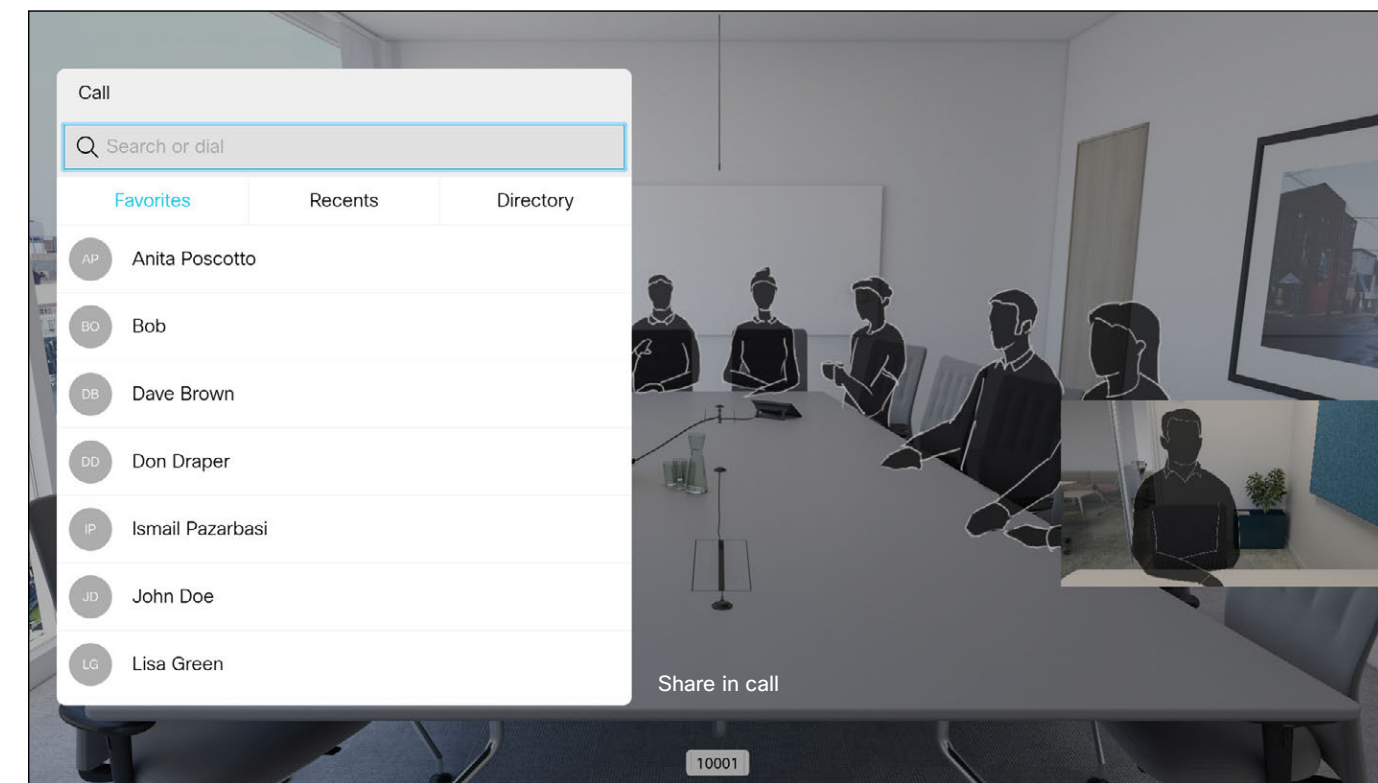 Call
Search or dial
Favorites Recents Directory
AP Anita Poscotto
BO Bob
DB Dave Brown
DD Don Draper
IP Ismail Pazarbasi
JD John Doe
LG Lisa Green
Share in call
10001